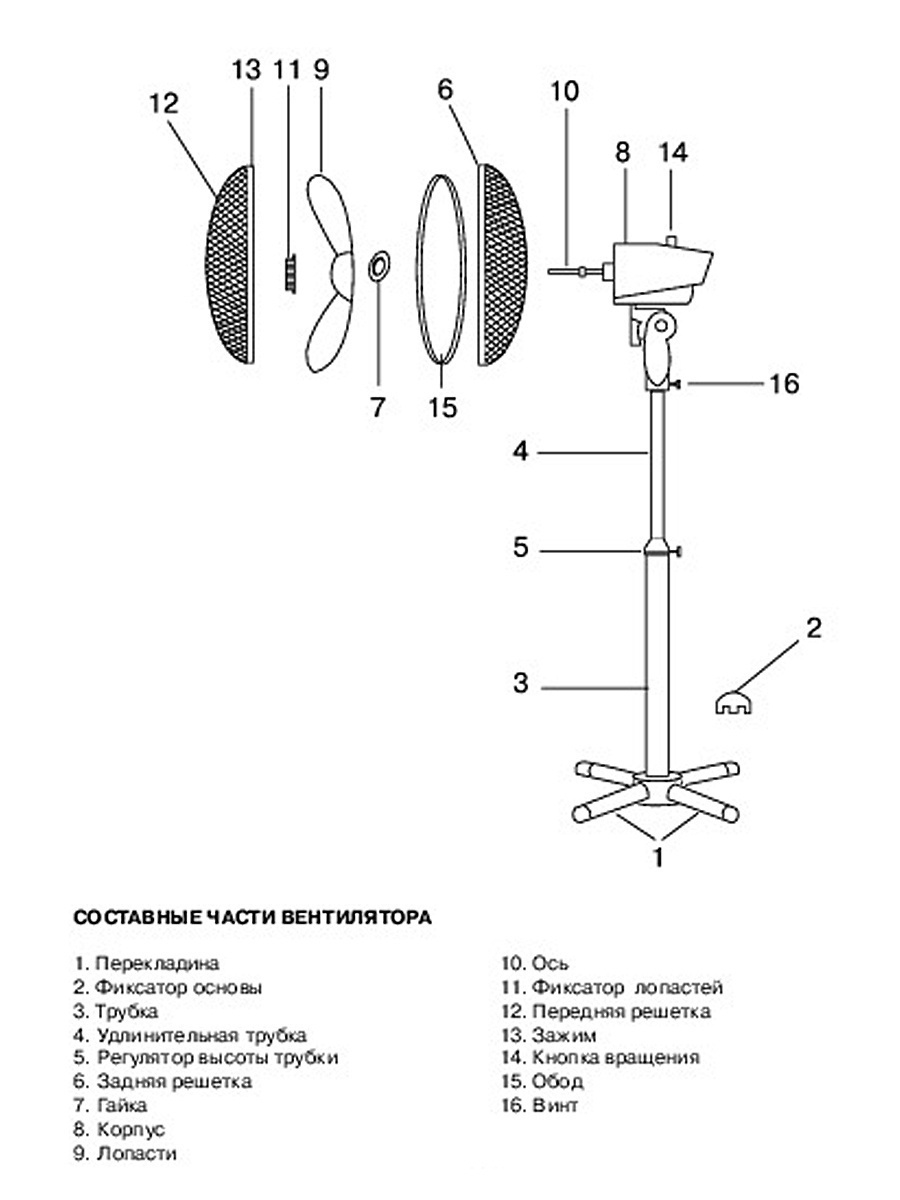 13 11 9
6
10
12
8 14
7 15
16
4
5
2
3
1
СОСТАВНЫЕ ЧАСТИ ВЕНТИЛЯТОРА
1. Перекладина
2. Фиксатор основы
3. Трубка
4. Удлинительная трубка
5. Регулятор высоты трубки
6. Задняя решетка
7. Гайка
8. Корпус
9. Лопасти
10. Ось
11. Фиксатор лопастей
12. Передняя решетка
13. Зажим
14. Кнопка вращения
15. Обод
16. Винт